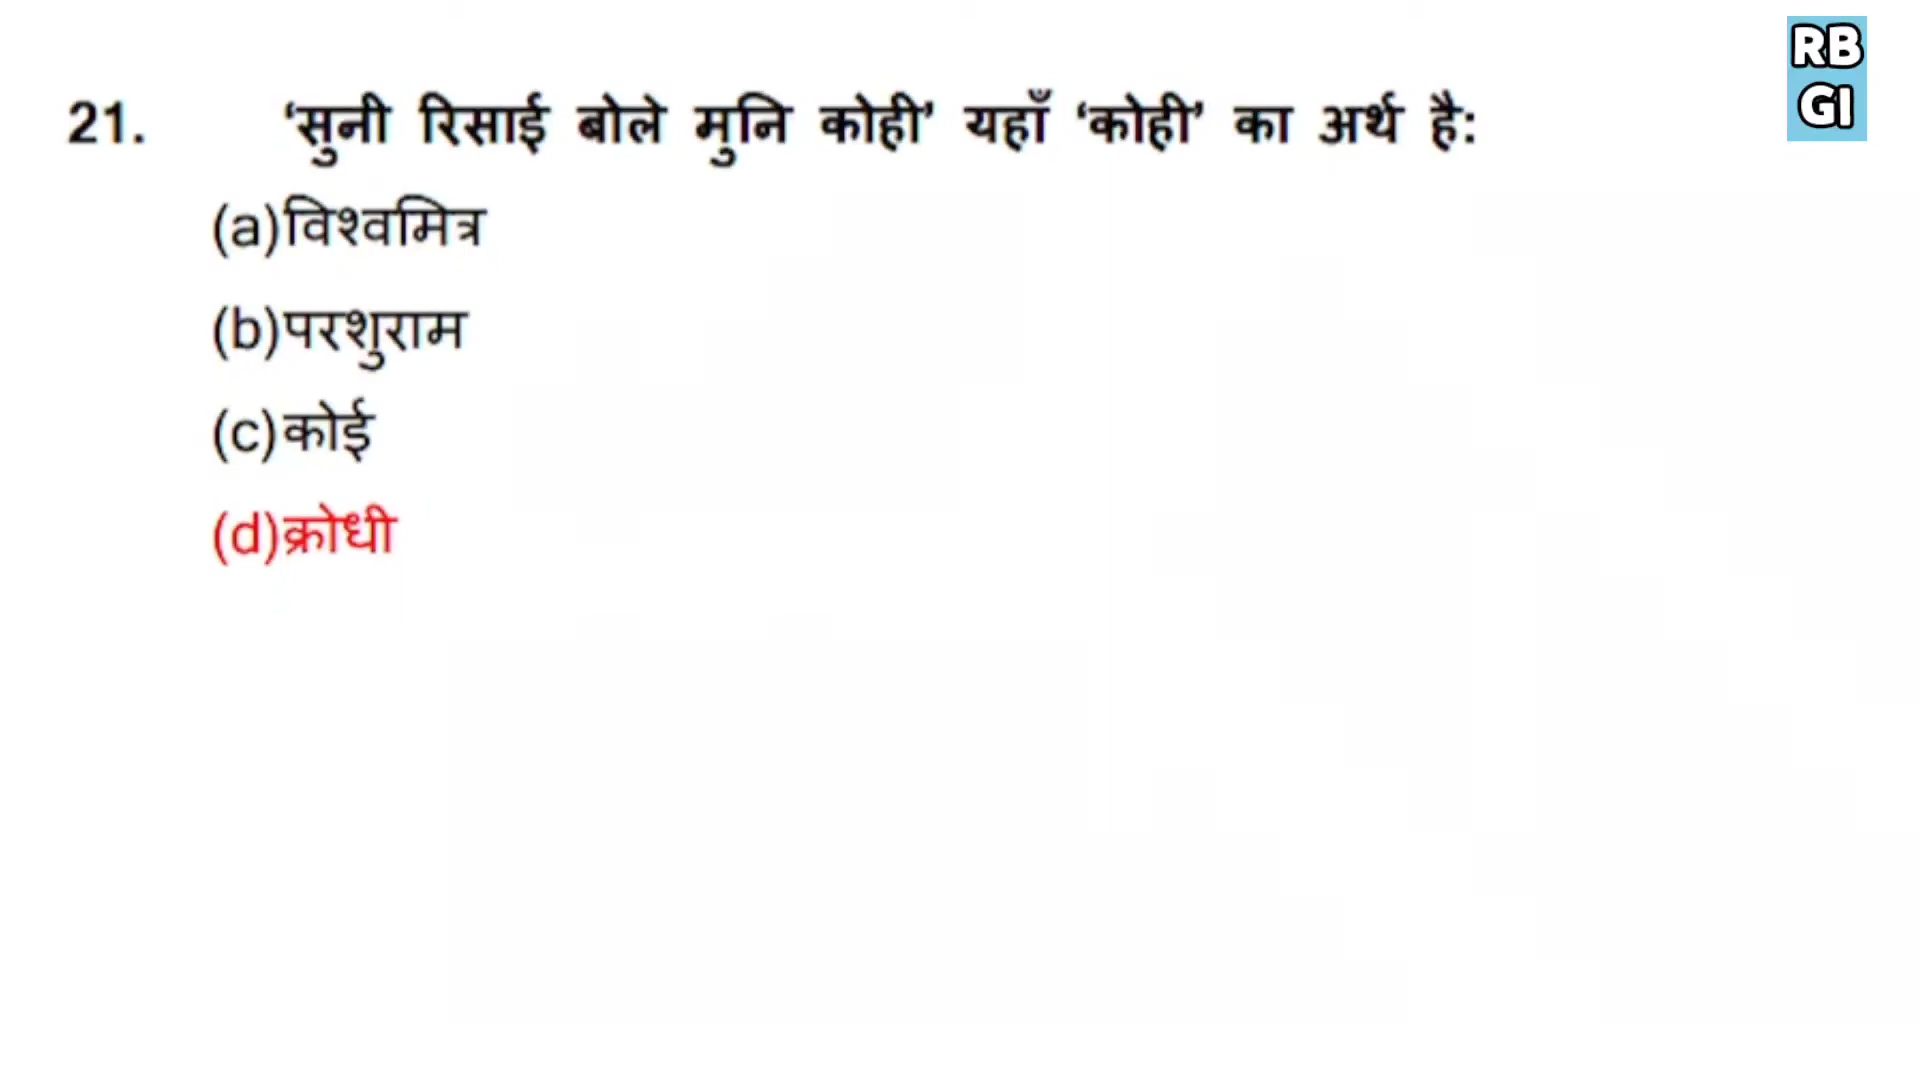 RB
GI
21. ‘सुनी रिसाई बोले मुनि कोही’ यहाँ ‘कोही’ का अर्थ है:
(a)विश्वमित्र
(b)परशुराम
(c)कोई
(d)क्रोधी